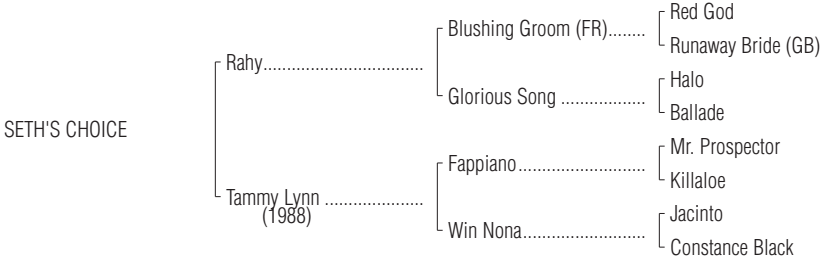 Red God
Blushing Groom (FR)........
Runaway Bride (GB)
Rahy................................
Halo
Glorious Song .................
Ballade
SETH'S CHOICE
Mr. Prospector
Fappiano.........................
Killaloe
Tammy Lynn ....................
(1988)
Jacinto
Win Nona........................
Constance Black